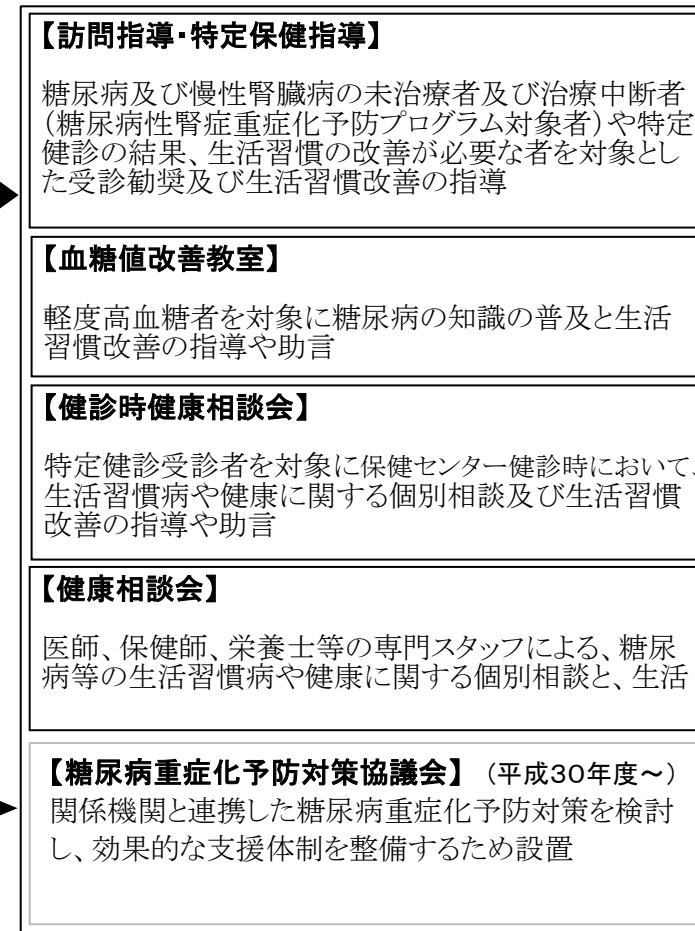 【訪問指導・特定保健指導】
糖尿病及び慢性腎臓病の未治療者及び治療中断者
(糖尿病性腎症重症化予防プログラム対象者)や特定
健診の結果、生活習慣の改善が必要な者を対象とし
た受診勧奨及び生活習慣改善の指導
【血糖値改善教室】
軽度高血糖者を対象に糖尿病の知識の普及と生活
習慣改善の指導や助言
【健診時健康相談会】
特定健診受診者を対象に保健センター健診時において、
生活習慣病や健康に関する個別相談及び生活習慣
改善の指導や助言
【健康相談会】
医師、保健師、栄養士等の専門スタッフによる、糖尿
病等の生活習慣病や健康に関する個別相談と、生活
【糖尿病重症化予防対策協議会】(平成30年度~)
関係機関と連携した糖尿病重症化予防対策を検討
し、効果的な支援体制を整備するため設置